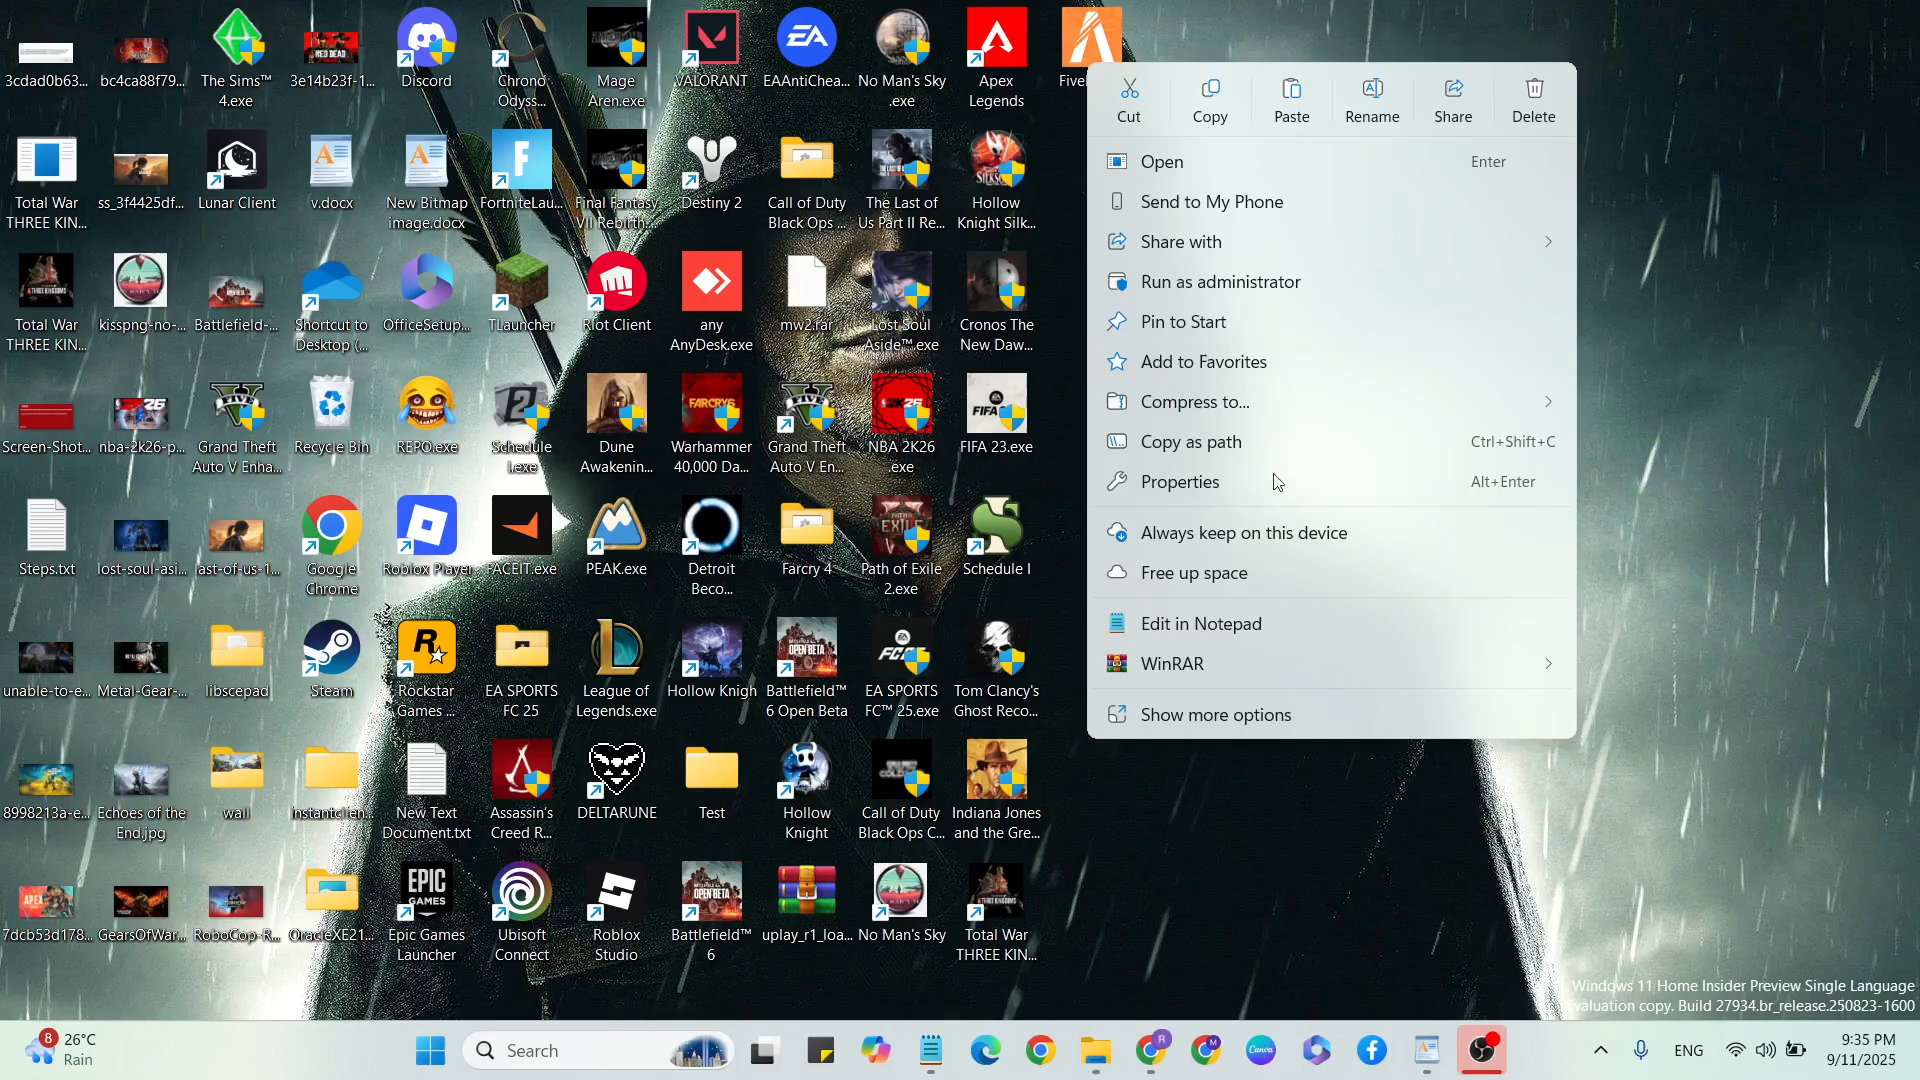 3cdad0b63...
bc4ca88f79...
The Sims™
4.exe
3e14b23f-1...
Discord
Chrono
Odyss...
Mage
Aren.exe
VALORANT
EAAntiChea...
No Man's Sky
.exe
Apex
Legends
Total War
THREE KIN...
ss_3f4425df...
Lunar Client
v.docx
New Bitmap
image.docx
FortniteLau...
Final Fantasy
VII Rebirth...
Destiny 2
Call of Duty
Black Ops ...
The Last of
Us Part II Re...
Hollow
Knight Silk...
Total War
THREE KIN...
kisspng-no-...
Battlefield-...
Shortcut to
Desktop (...
OfficeSetup...
TLauncher
Riot Client
any
AnyDesk.exe
mw2.rar
Lost Soul
Aside™.exe
Cronos The
New Daw...
Screen-Shot...
nba-2k26-p...
Grand Theft
Auto V Enha...
Recycle Bin
REPO.exe
Schedule
I.exe
Dune
Awakenin...
Warhammer
40,000 Da...
Grand Theft
Auto V En...
NBA 2K26
.exe
FIFA 23.exe
Steps.txt
lost-soul-asi...
last-of-us-1...
Google
Chrome
Roblox Player
FACEIT.exe
PEAK.exe
Detroit
Beco...
Farcry 4
Path of Exile
2.exe
Schedule I
unable-to-e...
Metal-Gear-...
libscepad
Steam
Rockstar
Games ...
EA SPORTS
FC 25
League of
Legends.exe
Hollow Knigh
Battlefield™
6 Open Beta
EA SPORTS
FC™ 25.exe
Tom Clancy's
Ghost Reco...
8998213a-e...
Echoes of the
End.jpg
wall
instantclien...
New Text
Document.txt
Assassin's
Creed R...
DELTARUNE
Test
Hollow
Knight
Call of Duty
Black Ops C...
Indiana Jones
and the Gre...
7dcb53d178...
GearsOfWar...
RoboCop-R...
OracleXE21...
Epic Games
Launcher
Ubisoft
Connect
Roblox
Studio
Battlefield™
6
uplay_r1_loa...
No Man's Sky
Total War
THREE KIN...
Cut
Copy
Paste
Rename
Share
Delete
Open Enter
Send to My Phone
Share with
Run as administrator
Pin to Start
Add to Favorites
Compress to...
Copy as path Ctrl+Shift+C
Properties Alt+Enter
Always keep on this device
Free up space
Edit in Notepad
WinRAR
Show more options
Windows 11 Home Insider Preview Single Language
Build 27934.br_release.250823-1600
8
26°C
Rain
Search
ENG
9:35 PM
9/11/2025